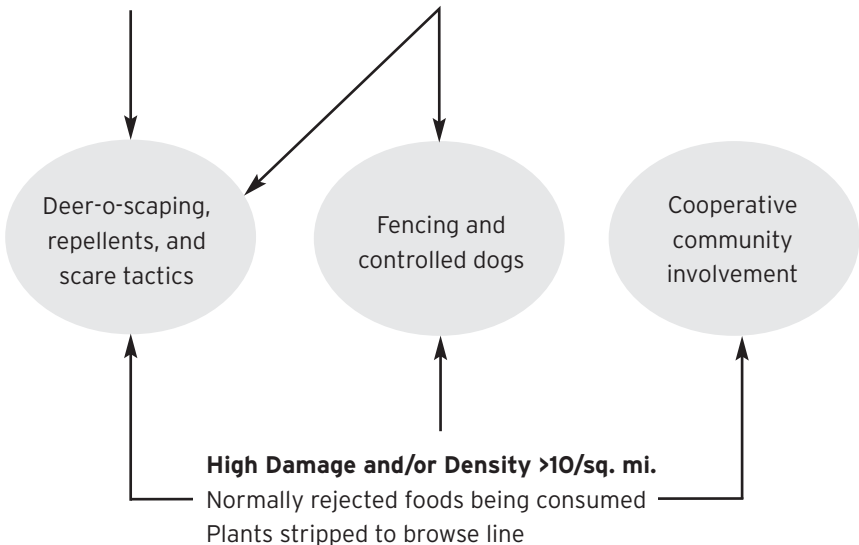 Deer-o-scaping,
repellents, and
scare tactics
Fencing and
controlled dogs
Cooperative
community
involvement
High Damage and/or Density >10/sq. mi.
Normally rejected foods being consumed
Plants stripped to browse line